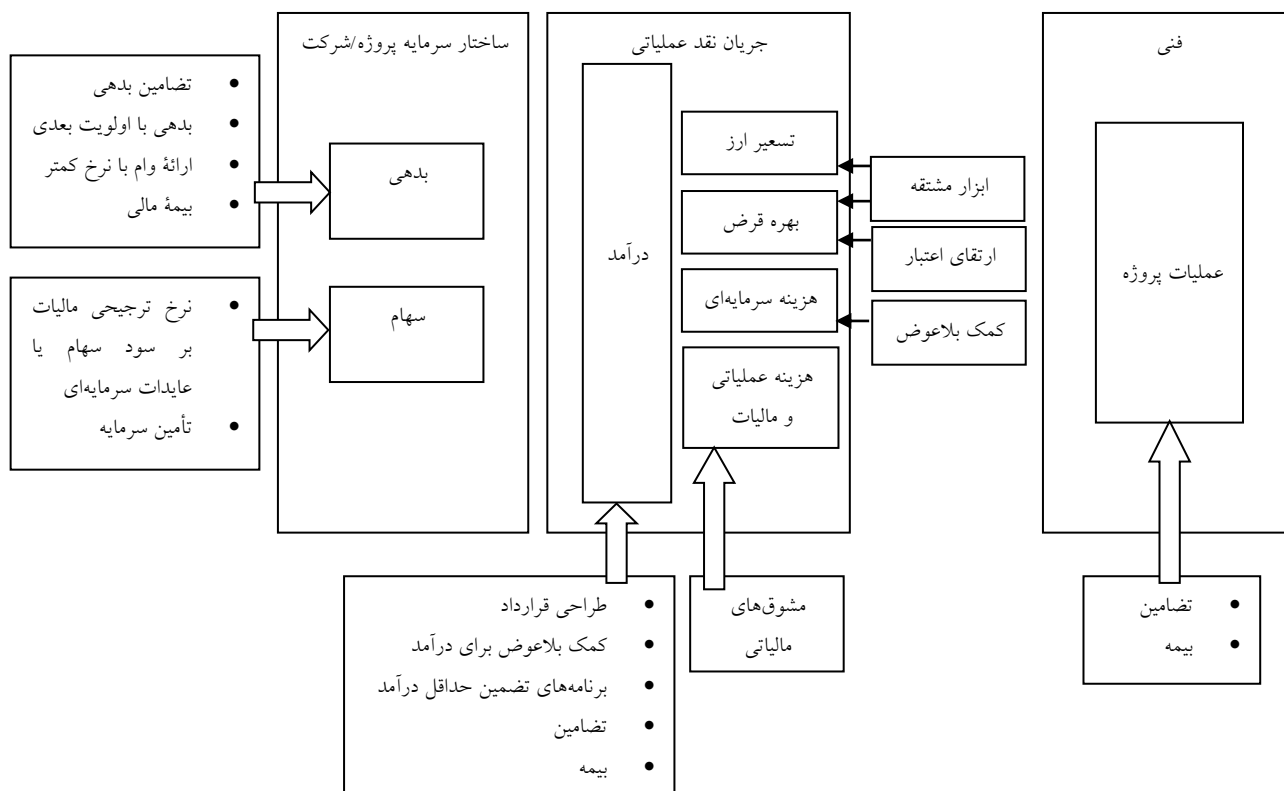 فنی
عملیات پروژه
تضامین
بیمه
جریان نقد عملیاتی
درآمد
تسعیر ارز
بهره قرض
هزینه سرمایه‌ای
هزینه عملیاتی
و مالیات
ابزار مشتقه
ارتقای اعتبار
کمک بلاعوض
مشوق‌های
مالیاتی
طراحی قرارداد
کمک بلاعوض برای درآمد
برنامه‌های تضمین حداقل درآمد
تضامین
بیمه
ساختار سرمایه پروژه/شرکت
بدهی
سهام
تضامین بدهی
بدهی با اولویت بعدی
ارائۀ وام با نرخ کمتر
بیمۀ مالی
نرخ ترجیحی مالیات
بر سود سهام یا
عایدات سرمایه‌ای
تأمین سرمایه